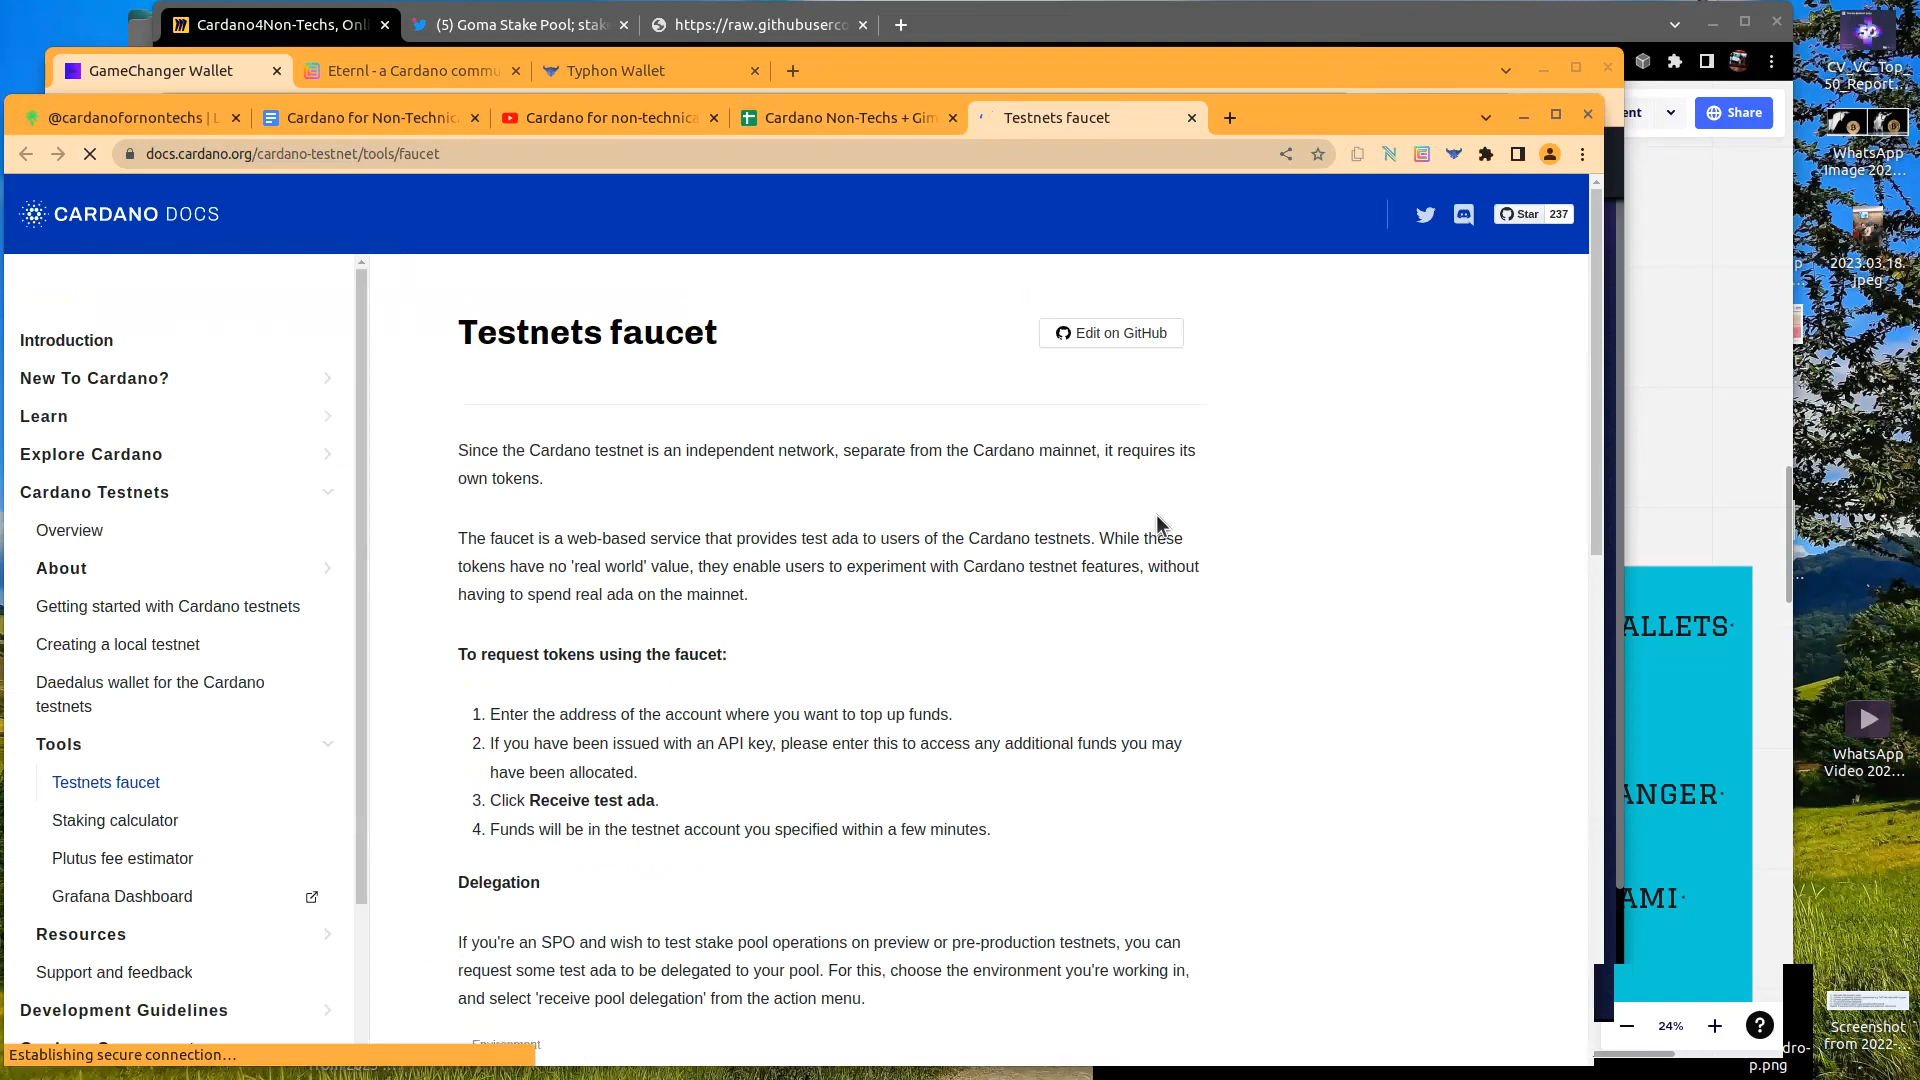 Cardano4Non-Techs, Onli
(5) Goma Stake Pool; stak
https://raw.githubuserco
GameChanger Wallet
Eternl - a Cardano commu
Typhon Wallet
@cardanofornontechs | L
Cardano for Non-Technic
Cardano for non-technica
Cardano Non-Techs + Gim
Testnets faucet
docs.cardano.org/cardano-testnet/tools/faucet
ent
Share
CARDANO DOCS
Star 237
Introduction
New To Cardano?
Learn
Explore Cardano
Cardano Testnets
Overview
About
Getting started with Cardano testnets
Creating a local testnet
Daedalus wallet for the Cardano
testnets
Tools
Testnets faucet
Staking calculator
Plutus fee estimator
Grafana Dashboard
Resources
Support and feedback
Development Guidelines
Establishing secure connection...
Testnets faucet
Edit on GitHub
Since the Cardano testnet is an independent network, separate from the Cardano mainnet, it requires its
own tokens.
The faucet is a web-based service that provides test ada to users of the Cardano testnets. While these
tokens have no 'real world' value, they enable users to experiment with Cardano testnet features, without
having to spend real ada on the mainnet.
To request tokens using the faucet:
1. Enter the address of the account where you want to top up funds.
2. If you have been issued with an API key, please enter this to access any additional funds you may
have been allocated.
3. Click Receive test ada.
4. Funds will be in the testnet account you specified within a few minutes.
Delegation
If you're an SPO and wish to test stake pool operations on preview or pre-production testnets, you can
request some test ada to be delegated to your pool. For this, choose the environment you're working in,
and select 'receive pool delegation' from the action menu.
Environment
ALLETS
ANGER
AMI
24%
50
CV_VC_Top_
50_Report...
WhatsApp
Image 202...
2023.03.18.
jpeg
WhatsApp
Video 202...
Screenshot
from 2022-...
dro-
p.png